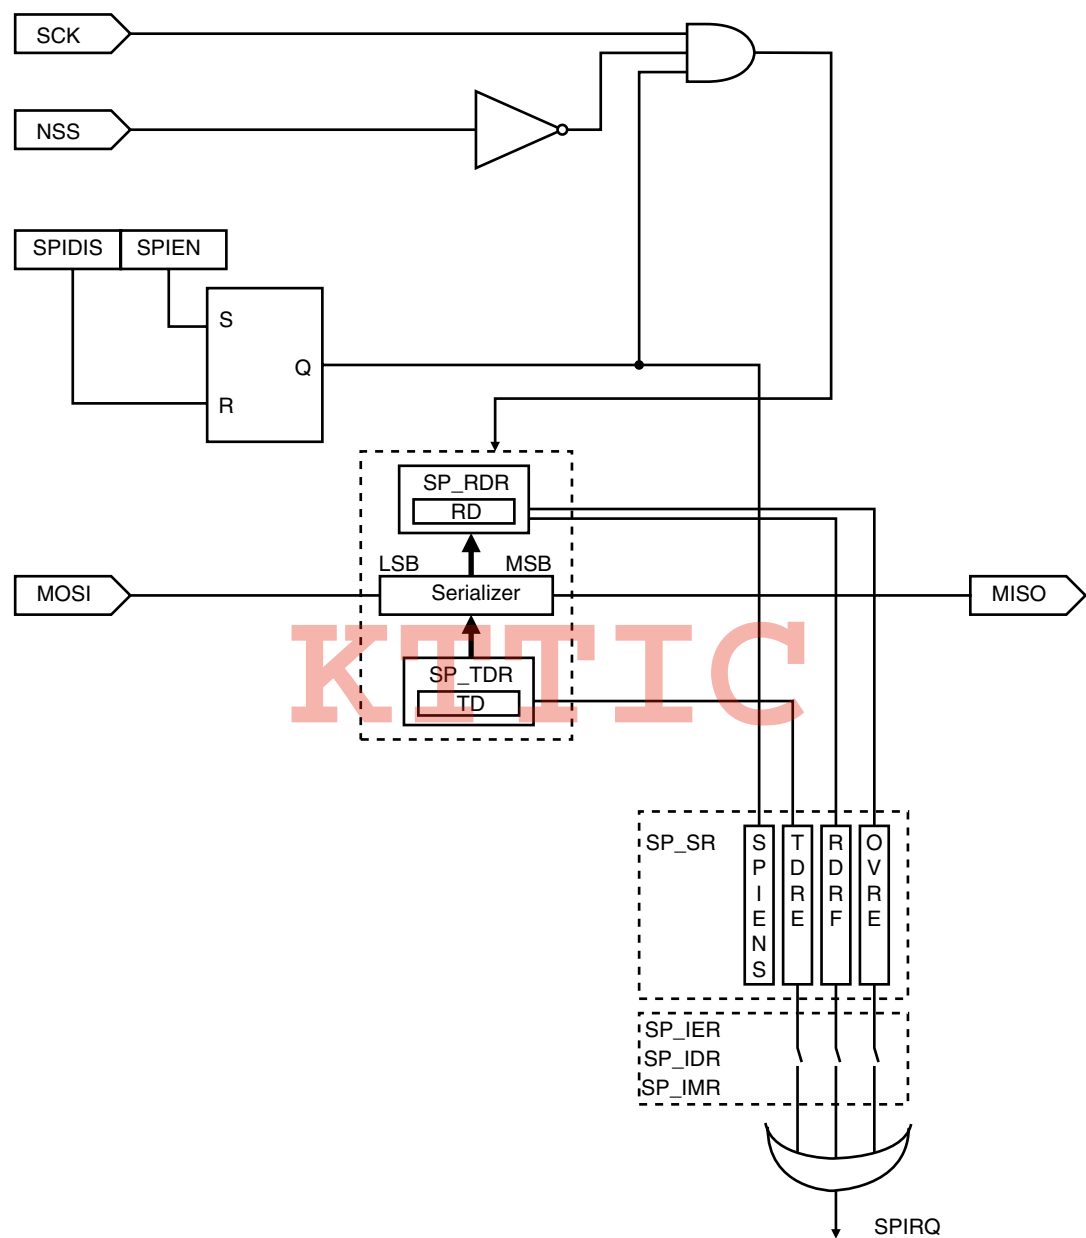 SCK
NSS
SPIDIS SPIEN
S
Q
R
SP_RDR
RD
LSB MSB
MOSI
Serializer
MISO
KTTIC
SP_TDR
TD
SP_SR
SPIENS
TDRE
RDRF
OVRE
SP_IER
SP_IDR
SP_IMR
SPIRQ